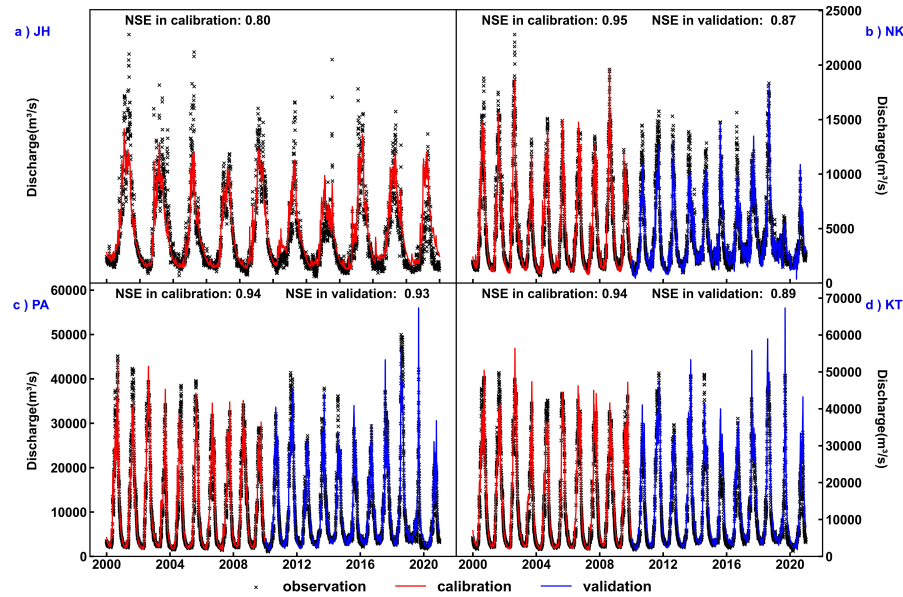 NSE in calibration: 0.80
a ) JH
Discharge(m³/s)
NSE in calibration: 0.95 NSE in validation: 0.87
b ) NK
25000
20000
15000
10000
5000
0
Discharge(m³/s)
NSE in calibration: 0.94 NSE in validation: 0.93
c ) PA
60000
50000
40000
30000
20000
10000
0
Discharge(m³/s)
2000 2004 2008 2012 2016 2020
NSE in calibration: 0.94 NSE in validation: 0.89
d ) KT
70000
60000
50000
40000
30000
20000
10000
0
Discharge(m³/s)
2000 2004 2008 2012 2016 2020
observation calibration validation